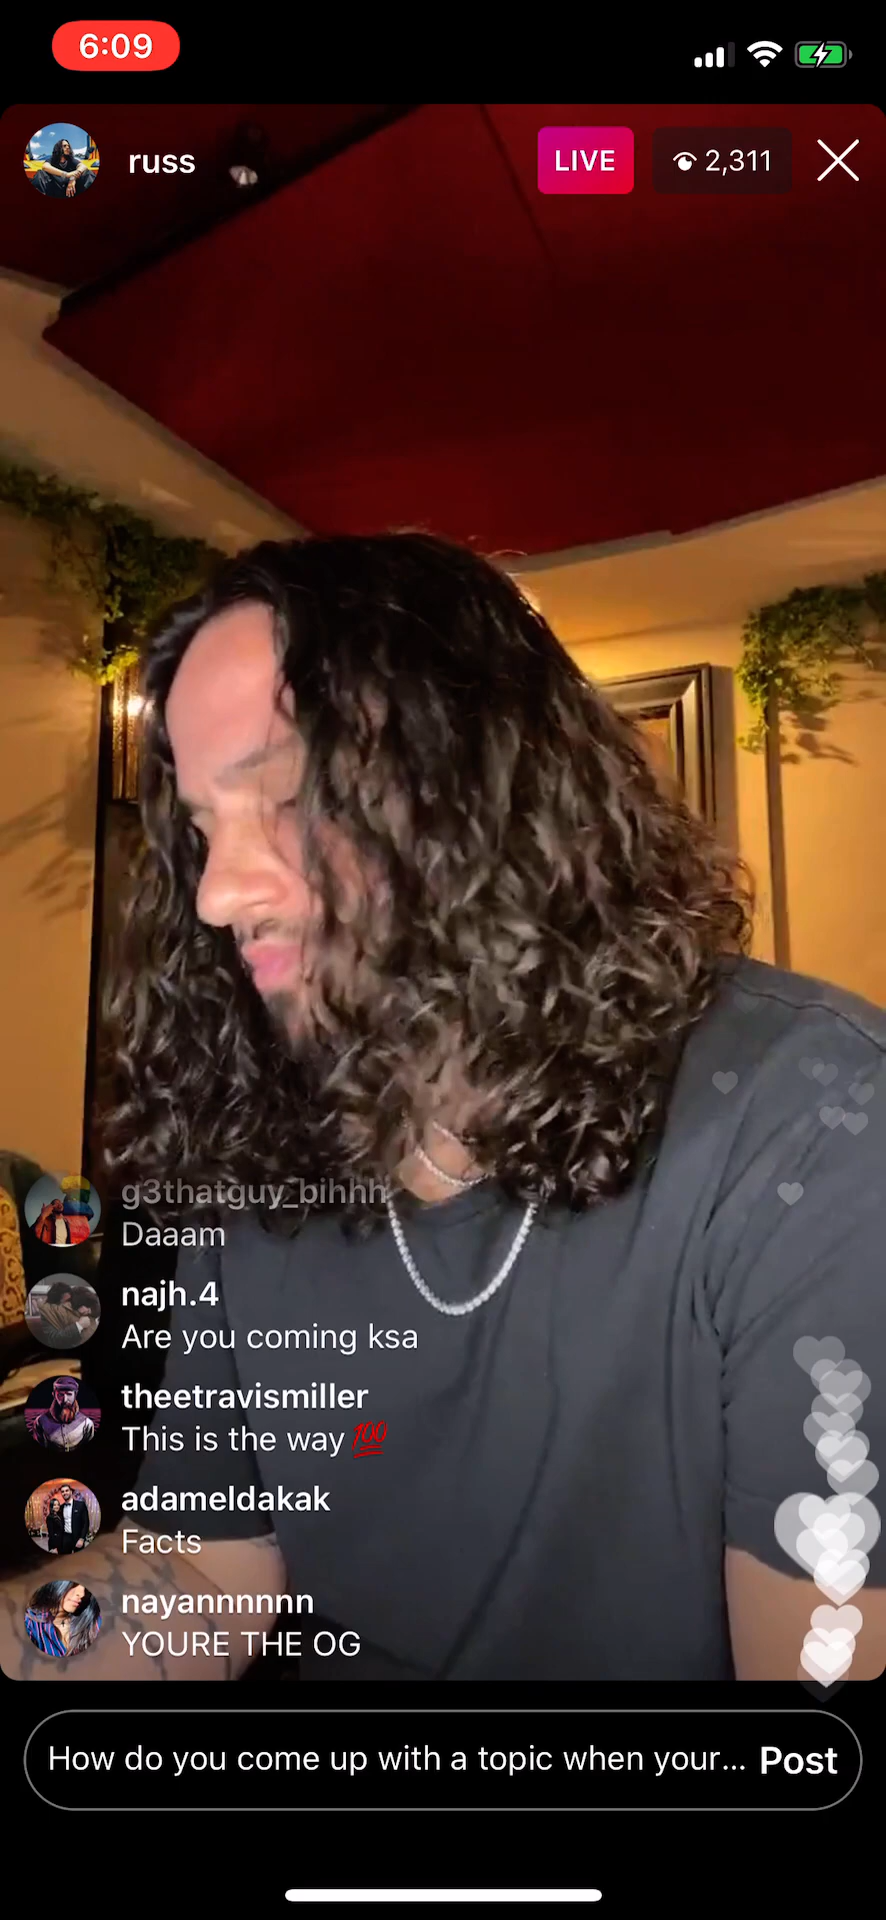 6:09
russ
LIVE
2,311
g3thatguy_bihhh
Daaam
najh.4
Are you coming ksa
theetravismiller
This is the way 💯
adameldakak
Facts
nayannnnnn
YOURE THE OG
How do you come up with a topic when your... Post